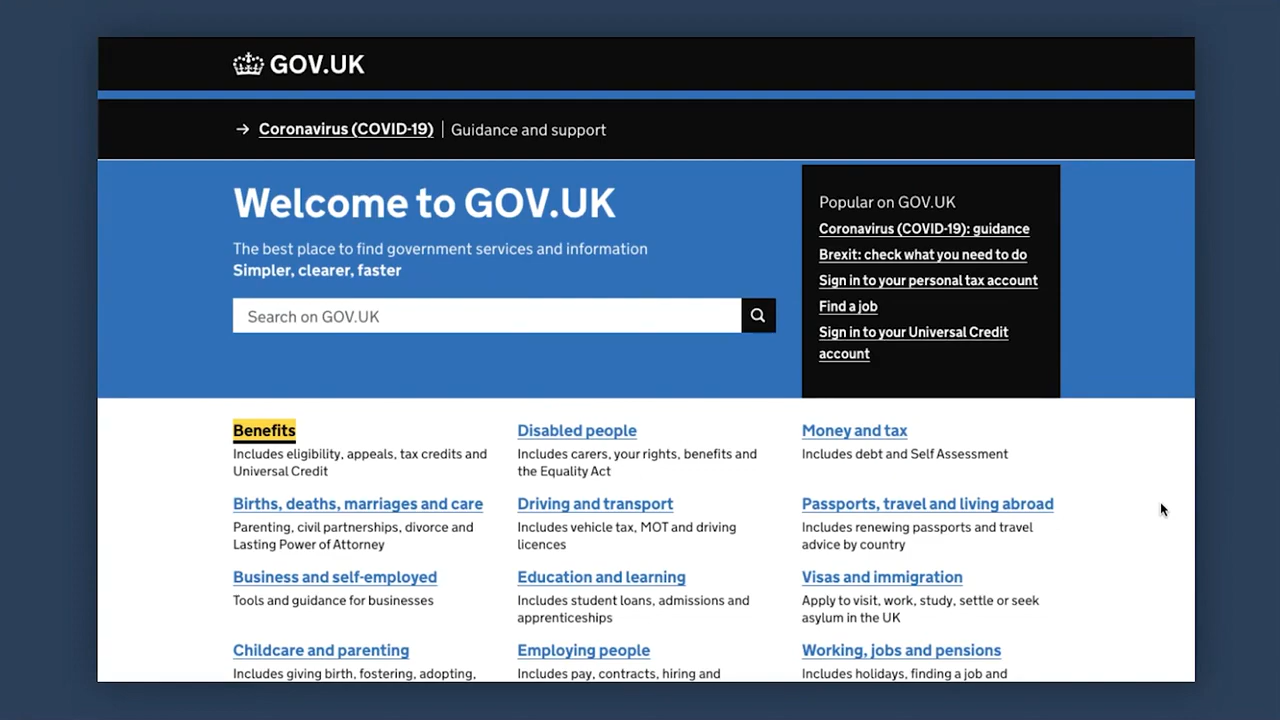 GOV.UK
→ Coronavirus (COVID-19) | Guidance and support
Welcome to GOV.UK
The best place to find government services and information
Simpler, clearer, faster
Search on GOV.UK
Popular on GOV.UK
Coronavirus (COVID-19): guidance
Brexit: check what you need to do
Sign in to your personal tax account
Find a job
Sign in to your Universal Credit
account
Benefits
Includes eligibility, appeals, tax credits and
Universal Credit
Disabled people
Includes carers, your rights, benefits and
the Equality Act
Money and tax
Includes debt and Self Assessment
Births, deaths, marriages and care
Parenting, civil partnerships, divorce and
Lasting Power of Attorney
Driving and transport
Includes vehicle tax, MOT and driving
licences
Passports, travel and living abroad
Includes renewing passports and travel
advice by country
Business and self-employed
Tools and guidance for businesses
Education and learning
Includes student loans, admissions and
apprenticeships
Visas and immigration
Apply to visit, work, study, settle or seek
asylum in the UK
Childcare and parenting
Includes giving birth, fostering, adopting,
Employing people
Includes pay, contracts, hiring and
Working, jobs and pensions
Includes holidays, finding a job and